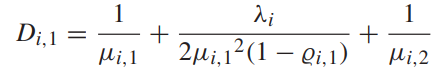 D_{i,1} = \frac{1}{\mu_{i,1}} + \frac{\lambda_i}{2\mu_{i,1}^2(1 - \varrho_{i,1})} + \frac{1}{\mu_{i,2}}